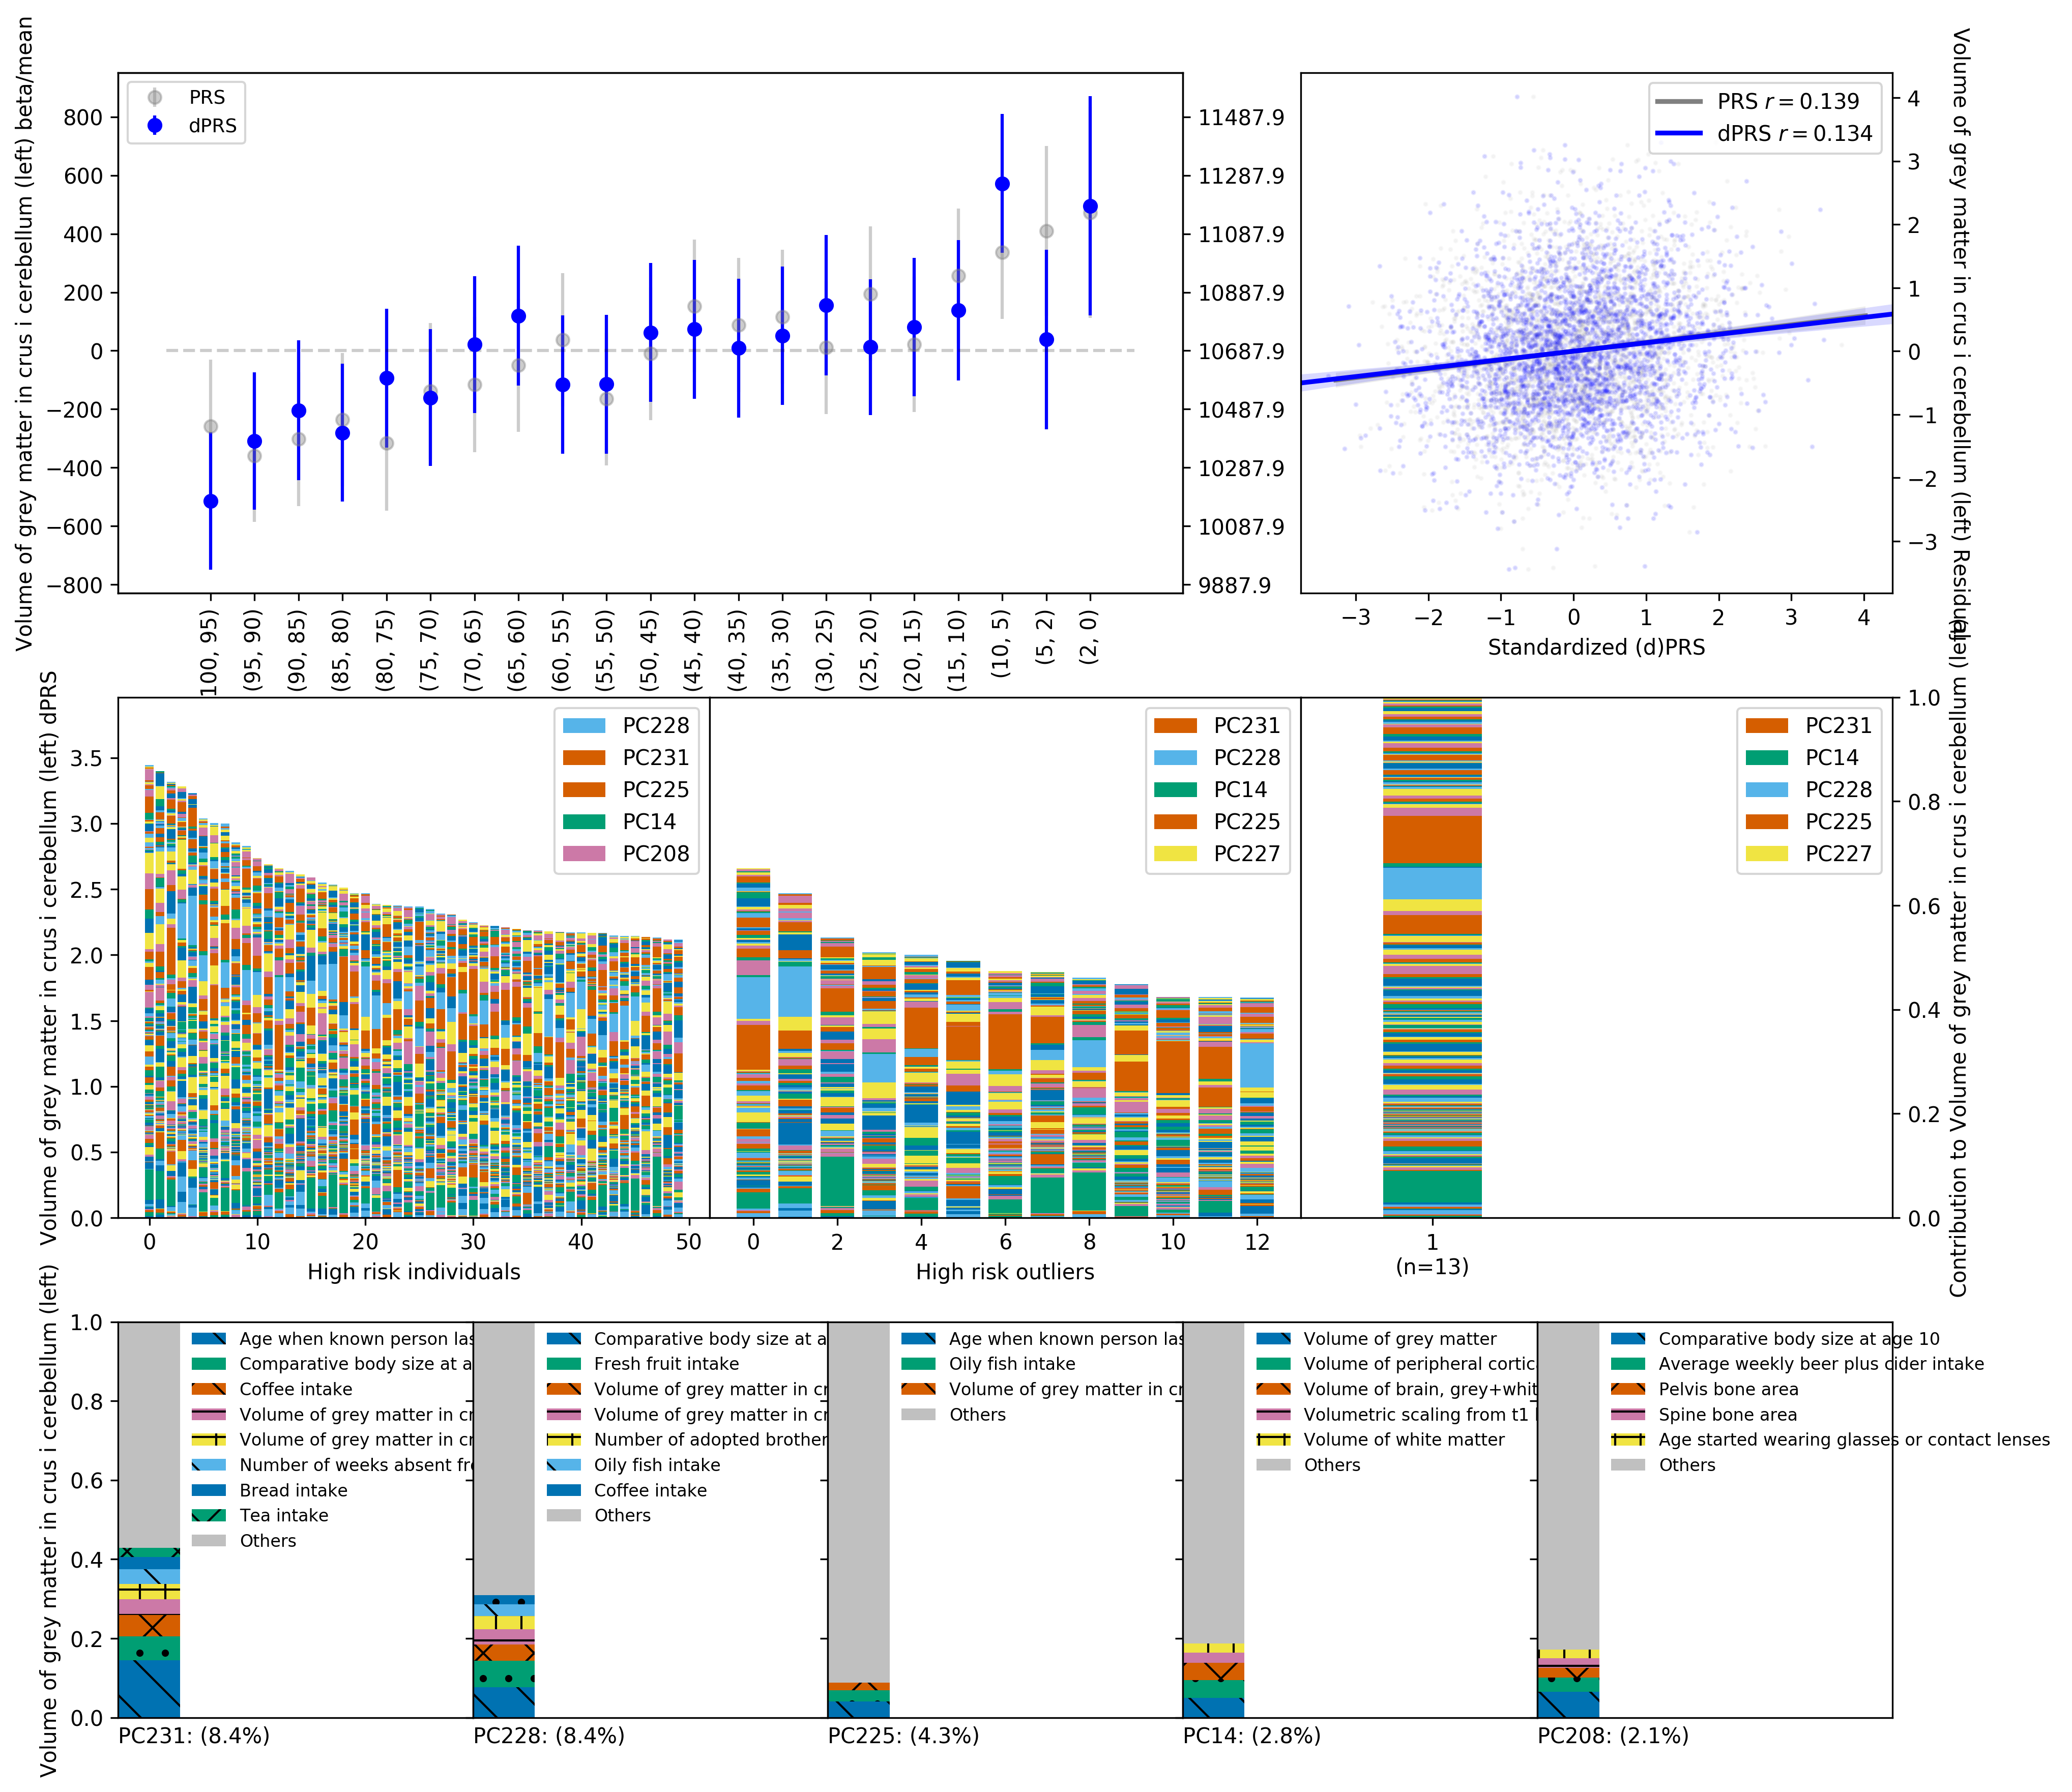 Volume of grey matter in crus i cerebellum (left) beta/mean
800
600
400
200
0
−200
−400
−600
−800
PRS
dPRS
11487.9
11287.9
11087.9
10887.9
10687.9
10487.9
10287.9
10087.9
9887.9
100, 95)
(95, 90)
(90, 85)
(85, 80)
(80, 75)
(75, 70)
(70, 65)
(65, 60)
(60, 55)
(55, 50)
(50, 45)
(45, 40)
(40, 35)
(35, 30)
(30, 25)
(25, 20)
(20, 15)
(15, 10)
(10, 5)
(5, 2)
(2, 0)
PRS r = 0.139
dPRS r = 0.134
4
3
2
1
0
−1
−2
−3
−3
−2
−1
0
1
2
3
4
Standardized (d)PRS
Volume of grey matter in crus i cerebellum (left) Residual
Volume of grey matter in crus i cerebellum (left) dPRS
3.5
3.0
2.5
2.0
1.5
1.0
0.5
0.0
PC228
PC231
PC225
PC14
PC208
0
10
20
30
40
50
High risk individuals
PC231
PC228
PC14
PC225
PC227
0
2
4
6
8
10
12
High risk outliers
PC231
PC14
PC228
PC225
PC227
1
(n=13)
1.0
0.8
0.6
0.4
0.2
0.0
Contribution to Volume of grey matter in crus i cerebellum (left)
Volume of grey matter in crus i cerebellum (left)
1.0
0.8
0.6
0.4
0.2
0.0
Age when known person las
Comparative body size at a
Coffee intake
Volume of grey matter in cr
Volume of grey matter in cr
Number of weeks absent fr
Bread intake
Tea intake
Others
PC231: (8.4%)
Comparative body size at a
Fresh fruit intake
Volume of grey matter in cr
Volume of grey matter in cr
Number of adopted brother
Oily fish intake
Coffee intake
Others
PC228: (8.4%)
Age when known person las
Oily fish intake
Volume of grey matter in cr
Others
PC225: (4.3%)
Volume of grey matter
Volume of peripheral cortic
Volume of brain, grey+whit
Volumetric scaling from t1
Volume of white matter
Others
PC14: (2.8%)
Comparative body size at age 10
Average weekly beer plus cider intake
Pelvis bone area
Spine bone area
Age started wearing glasses or contact lenses
Others
PC208: (2.1%)